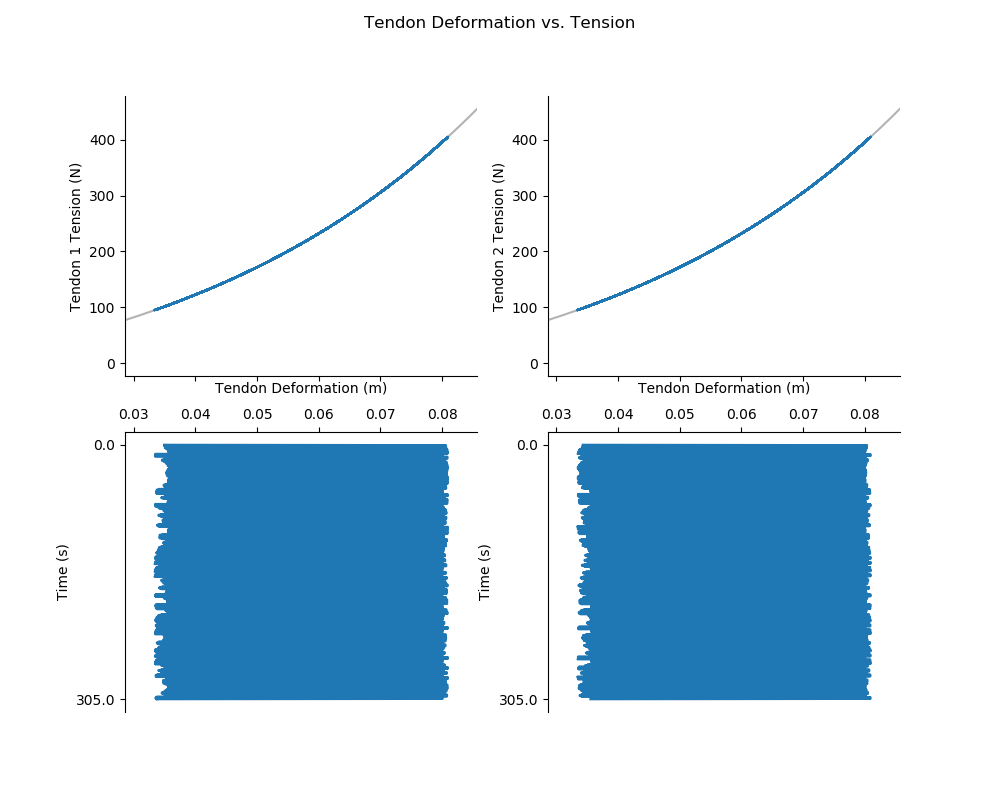 Tendon Deformation vs. Tension
Tendon 1 Tension (N)
400
300
200
100
0
Tendon Deformation (m)
0.03 0.04 0.05 0.06 0.07 0.08
Tendon 2 Tension (N)
400
300
200
100
0
Tendon Deformation (m)
0.03 0.04 0.05 0.06 0.07 0.08
Time (s)
0.0
305.0
Time (s)
0.0
305.0